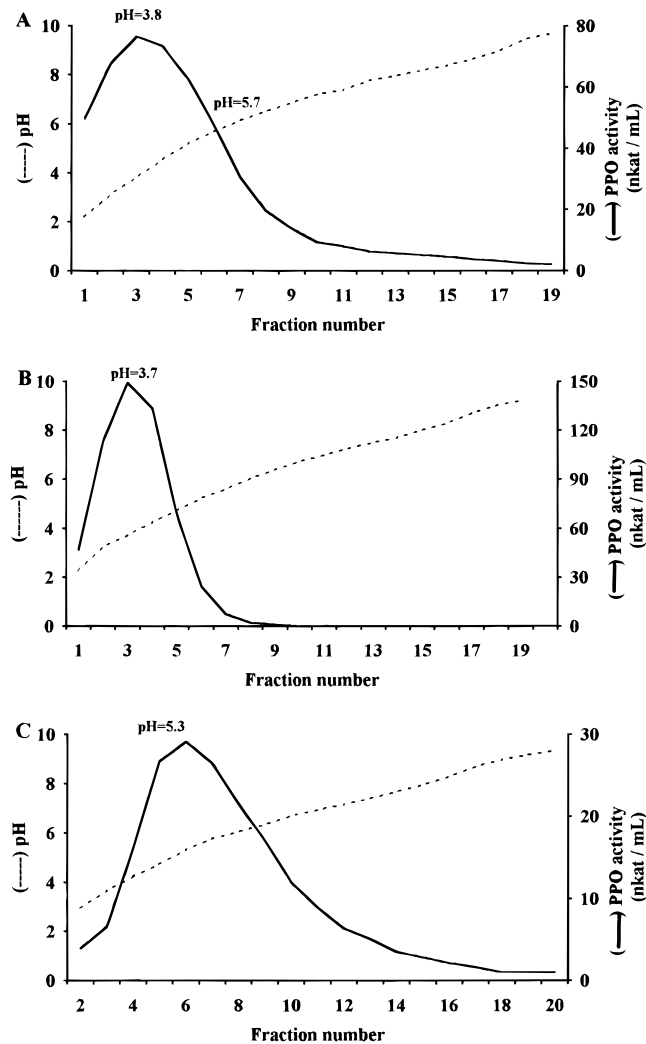 A
pH=3.8
pH=5.7
10
8
6
4
2
0
(-----) pH
80
60
40
20
0
(—) PPO activity
(nkat / mL)
1 3 5 7 9 11 13 15 17 19
Fraction number
B
pH=3.7
10
8
6
4
2
0
(-----) pH
150
120
90
60
30
0
(—) PPO activity
(nkat / mL)
1 3 5 7 9 11 13 15 17 19
Fraction number
C
pH=5.3
10
8
6
4
2
0
(-----) pH
30
20
10
0
(—) PPO activity
(nkat / mL)
2 4 6 8 10 12 14 16 18 20
Fraction number